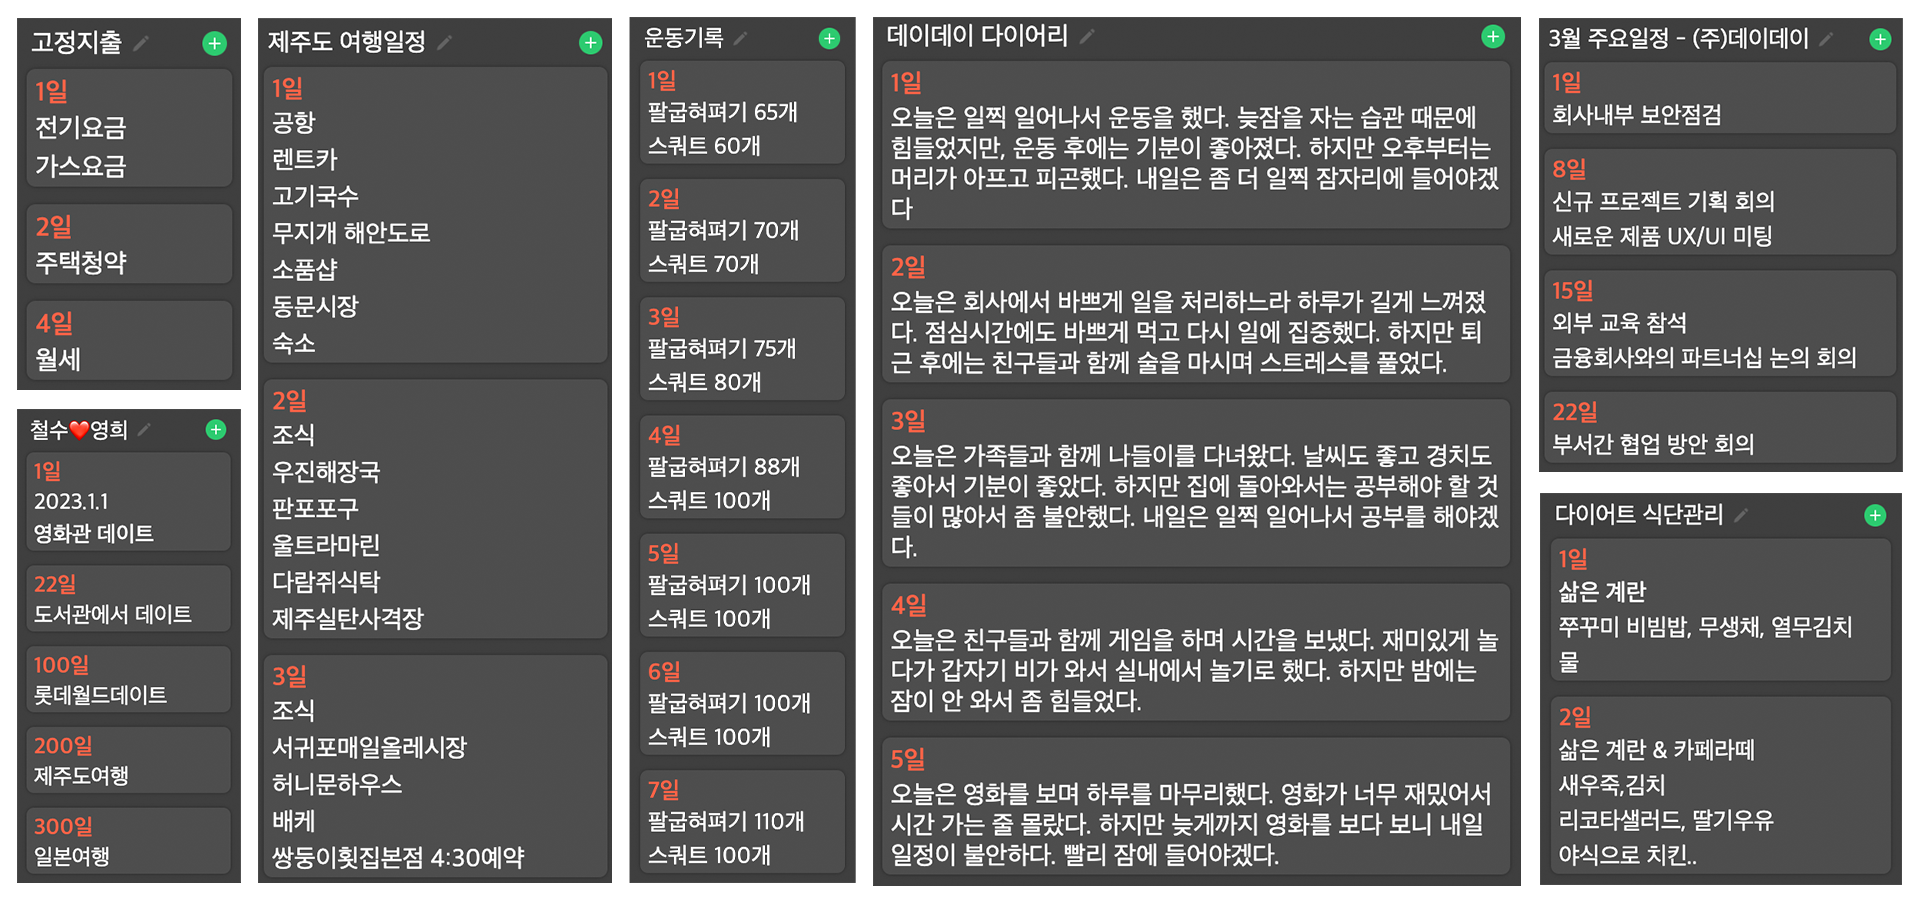 고정지출
1일
전기요금
가스요금
2일
주택청약
4일
월세
철수❤️영희
1일
2023.1.1
영화관 데이트
22일
도서관에서 데이트
100일
롯데월드데이트
200일
제주도여행
300일
일본여행
제주도 여행일정
1일
공항
렌트카
고기국수
무지개 해안도로
소품샵
동문시장
숙소
2일
조식
우진해장국
판포포구
울트라마린
다람쥐식탁
제주실탄사격장
3일
조식
서귀포매일올레시장
허니문하우스
배케
쌍둥이횟집본점 4:30예약
운동기록
1일
팔굽혀펴기 65개
스쿼트 60개
2일
팔굽혀펴기 70개
스쿼트 70개
3일
팔굽혀펴기 75개
스쿼트 80개
4일
팔굽혀펴기 88개
스쿼트 100개
5일
팔굽혀펴기 100개
스쿼트 100개
6일
팔굽혀펴기 100개
스쿼트 100개
7일
팔굽혀펴기 110개
스쿼트 100개
데이데이 다이어리
1일
오늘은 일찍 일어나서 운동을 했다. 늦잠을 자는 습관 때문에
힘들었지만, 운동 후에는 기분이 좋아졌다. 하지만 오후부터는
머리가 아프고 피곤했다. 내일은 좀 더 일찍 잠자리에 들어야겠
다
2일
오늘은 회사에서 바쁘게 일을 처리하느라 하루가 길게 느껴졌
다. 점심시간에도 바쁘게 먹고 다시 일에 집중했다. 하지만 퇴
근 후에는 친구들과 함께 술을 마시며 스트레스를 풀었다.
3일
오늘은 가족들과 함께 나들이를 다녀왔다. 날씨도 좋고 경치도
좋아서 기분이 좋았다. 하지만 집에 돌아와서는 공부해야 할 것
들이 많아서 좀 불안했다. 내일은 일찍 일어나서 공부를 해야겠
다.
4일
오늘은 친구들과 함께 게임을 하며 시간을 보냈다. 재미있게 놀
다가 갑자기 비가 와서 실내에서 놀기로 했다. 하지만 밤에는
잠이 안 와서 좀 힘들었다.
5일
오늘은 영화를 보며 하루를 마무리했다. 영화가 너무 재밌어서
시간 가는 줄 몰랐다. 하지만 늦게까지 영화를 보다 보니 내일
일정이 불안하다. 빨리 잠에 들어야겠다.
3월 주요일정 - (주)데이데이
1일
회사내부 보안점검
8일
신규 프로젝트 기획 회의
새로운 제품 UX/UI 미팅
15일
외부 교육 참석
금융회사와의 파트너십 논의 회의
22일
부서간 협업 방안 회의
다이어트 식단관리
1일
삶은 계란
쭈꾸미 비빔밥, 무생채, 열무김치
물
2일
삶은 계란 & 카페라떼
새우죽,김치
리코타샐러드, 딸기우유
야식으로 치킨..